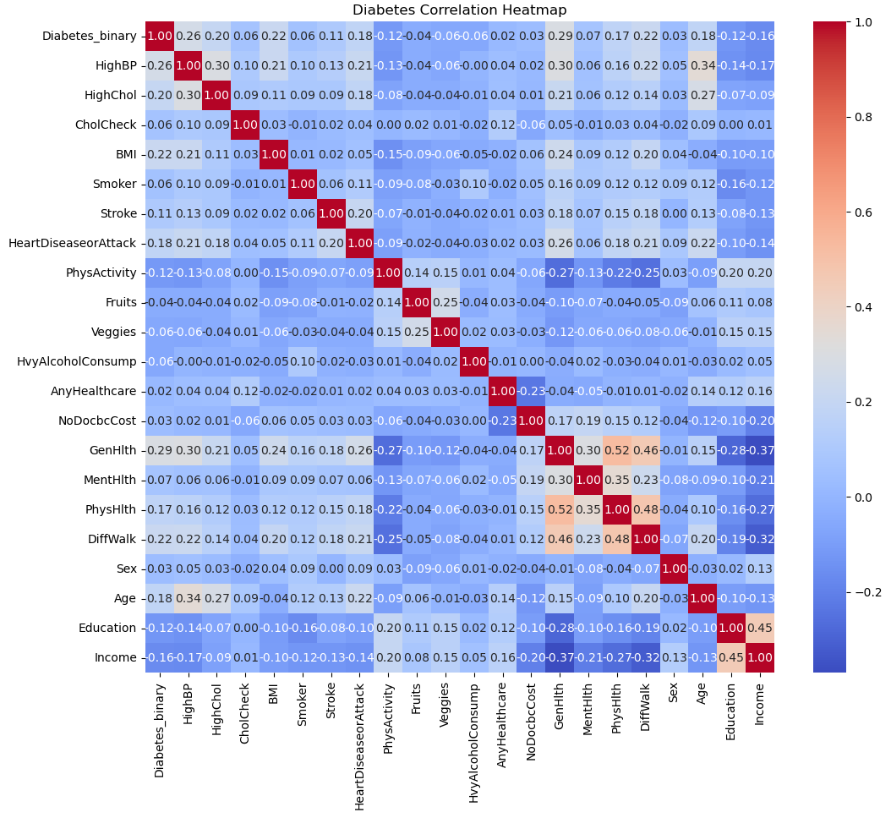 Diabetes Correlation Heatmap
Diabetes_binary 1.00 0.26 0.20 0.06 0.22 0.06 0.11 0.18 -0.12 -0.04 -0.06 -0.06 0.02 0.03 0.29 0.07 0.17 0.22 0.03 0.18 -0.12 -0.16
HighBP 0.26 1.00 0.30 0.10 0.21 0.10 0.13 0.21 -0.13 -0.04 -0.06 -0.00 0.04 0.02 0.30 0.06 0.16 0.22 0.05 0.34 -0.14 -0.17
HighChol 0.20 0.30 1.00 0.09 0.11 0.09 0.09 0.18 -0.08 -0.04 -0.04 -0.01 0.04 0.01 0.21 0.06 0.12 0.14 0.03 0.27 -0.07 -0.09
CholCheck 0.06 0.10 0.09 1.00 0.03 -0.01 0.02 0.04 0.00 0.02 0.01 -0.02 0.12 -0.06 0.05 -0.01 0.03 0.04 -0.02 0.09 0.00 0.01
BMI 0.22 0.21 0.11 0.03 1.00 0.01 0.02 0.05 -0.15 -0.09 -0.06 -0.05 -0.02 0.06 0.24 0.09 0.12 0.20 0.04 -0.04 -0.10 -0.10
Smoker 0.06 0.10 0.09 -0.01 0.01 1.00 0.06 0.11 -0.09 -0.08 -0.03 0.10 -0.02 0.05 0.16 0.09 0.12 0.12 0.09 0.12 -0.16 -0.12
Stroke 0.11 0.13 0.09 0.02 0.02 0.06 1.00 0.20 -0.07 -0.01 -0.04 -0.02 0.01 0.03 0.18 0.07 0.15 0.18 0.00 0.13 -0.08 -0.13
HeartDiseaseorAttack 0.18 0.21 0.18 0.04 0.05 0.11 0.20 1.00 -0.09 -0.02 -0.04 -0.03 0.02 0.03 0.26 0.06 0.18 0.21 0.09 0.22 -0.10 -0.14
PhysActivity -0.12 -0.13 -0.08 0.00 -0.15 -0.09 -0.07 -0.09 1.00 0.14 0.15 0.01 0.04 -0.06 -0.27 -0.13 -0.22 -0.25 0.03 -0.09 0.20 0.20
Fruits -0.04 -0.04 -0.04 0.02 -0.09 -0.08 -0.01 -0.02 0.14 1.00 0.25 -0.04 0.03 -0.04 -0.10 -0.07 -0.04 -0.05 -0.09 0.06 0.11 0.08
Veggies -0.06 -0.06 -0.04 0.01 -0.06 -0.03 -0.04 -0.04 0.15 0.25 1.00 0.02 0.03 -0.03 -0.12 -0.06 -0.06 -0.08 -0.06 -0.01 0.15 0.15
HvyAlcoholConsump -0.06 -0.00 -0.01 -0.02 -0.05 0.10 -0.02 -0.03 0.01 -0.04 0.02 1.00 -0.01 0.00 -0.04 0.02 -0.03 -0.04 0.01 -0.03 0.02 0.05
AnyHealthcare 0.02 0.04 0.04 0.12 -0.02 -0.02 0.01 0.02 0.04 0.03 0.03 -0.01 1.00 -0.23 -0.04 -0.05 -0.01 0.01 -0.02 0.14 0.12 0.16
NoDocbcCost 0.03 0.02 0.01 -0.06 0.06 0.05 0.03 0.03 -0.06 -0.04 -0.03 0.00 -0.23 1.00 0.17 0.19 0.15 0.12 -0.04 -0.12 -0.10 -0.20
GenHlth 0.29 0.30 0.21 0.05 0.24 0.16 0.18 0.26 -0.27 -0.10 -0.12 -0.04 -0.04 0.17 1.00 0.30 0.52 0.46 -0.01 0.15 -0.28 -0.37
MentHlth 0.07 0.06 0.06 -0.01 0.09 0.09 0.07 0.06 -0.13 -0.07 -0.06 0.02 -0.05 0.19 0.30 1.00 0.35 0.23 -0.08 -0.09 -0.10 -0.21
PhysHlth 0.17 0.16 0.12 0.03 0.12 0.12 0.15 0.18 -0.22 -0.04 -0.06 -0.03 -0.01 0.15 0.52 0.35 1.00 0.48 -0.04 0.10 -0.16 -0.27
DiffWalk 0.22 0.22 0.14 0.04 0.20 0.12 0.18 0.21 -0.25 -0.05 -0.08 -0.04 0.01 0.12 0.46 0.23 0.48 1.00 -0.07 0.20 -0.19 -0.32
Sex 0.03 0.05 0.03 -0.02 0.04 0.09 0.00 0.09 0.03 -0.09 -0.06 0.01 -0.02 -0.04 -0.01 -0.08 -0.04 -0.07 1.00 -0.03 0.02 0.13
Age 0.18 0.34 0.27 0.09 -0.04 0.12 0.13 0.22 -0.09 0.06 -0.01 -0.03 0.14 -0.12 0.15 -0.09 0.10 0.20 -0.03 1.00 -0.10 -0.13
Education -0.12 -0.14 -0.07 0.00 -0.10 -0.16 -0.08 -0.10 0.20 0.11 0.15 0.02 0.12 -0.10 -0.28 -0.10 -0.16 -0.19 0.02 -0.10 1.00 0.45
Income -0.16 -0.17 -0.09 0.01 -0.10 -0.12 -0.13 -0.14 0.20 0.08 0.15 0.05 0.16 -0.20 -0.37 -0.21 -0.27 -0.32 0.13 -0.13 0.45 1.00
Diabetes_binary
HighBP
HighChol
CholCheck
BMI
Smoker
Stroke
HeartDiseaseorAttack
PhysActivity
Fruits
Veggies
HvyAlcoholConsump
AnyHealthcare
NoDocbcCost
GenHlth
MentHlth
PhysHlth
DiffWalk
Sex
Age
Education
Income
1.0
0.8
0.6
0.4
0.2
0.0
−0.2